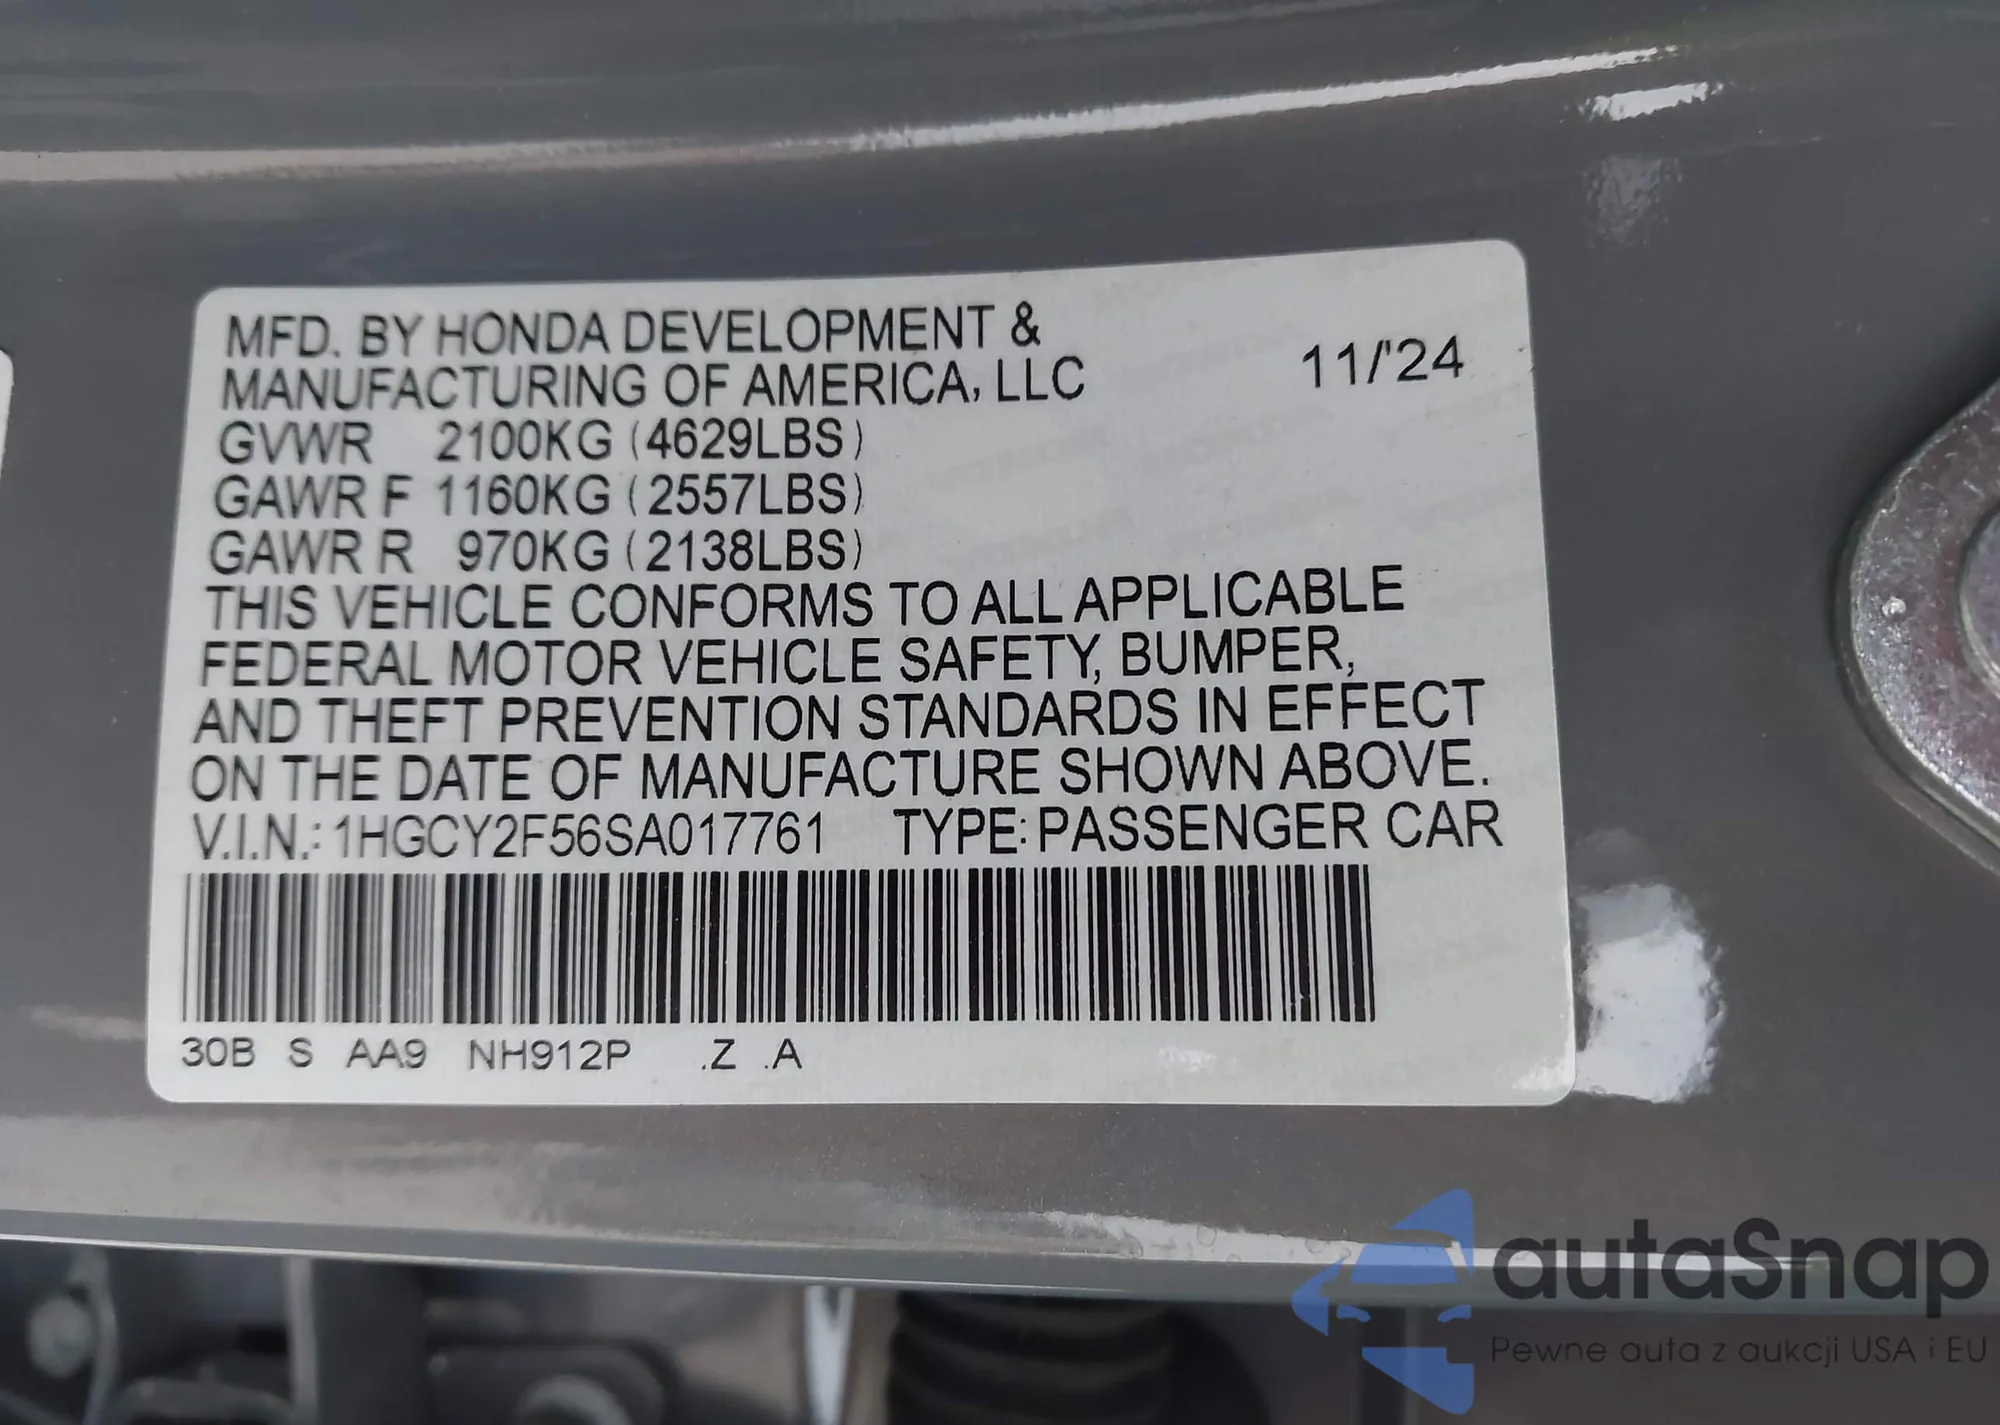 MFD. BY HONDA DEVELOPMENT &
MANUFACTURING OF AMERICA, LLC 11/'24
GVWR 2100KG (4629LBS)
GAWR F 1160KG (2557LBS)
GAWR R 970KG (2138LBS)
THIS VEHICLE CONFORMS TO ALL APPLICABLE
FEDERAL MOTOR VEHICLE SAFETY, BUMPER,
AND THEFT PREVENTION STANDARDS IN EFFECT
ON THE DATE OF MANUFACTURE SHOWN ABOVE.
V.I.N.: 1HGCY2F56SA017761 TYPE: PASSENGER CAR
30B S AA9 NH912P .Z .A
autaSnap
Pewne auta z aukcji USA i EU